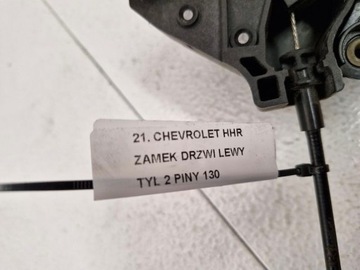 21. CHEVROLET HHR
ZAMEK DRZWI LEWY
TYL 2 PINY 130